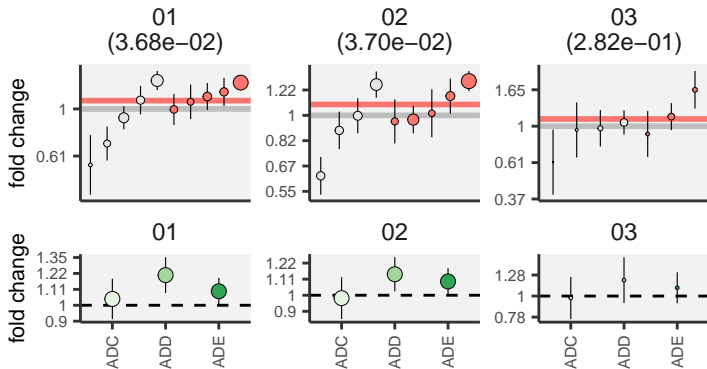 01
(3.68e−02)
02
(3.70e−02)
03
(2.82e−01)
fold change
1
0.61
1.22
1
0.82
0.67
0.55
1.65
1
0.61
0.37
01
02
03
fold change
1.35
1.22
1.11
1
0.9
1.22
1.11
1
0.9
1.28
1
0.78
ADC
ADD
ADE
ADC
ADD
ADE
ADC
ADD
ADE